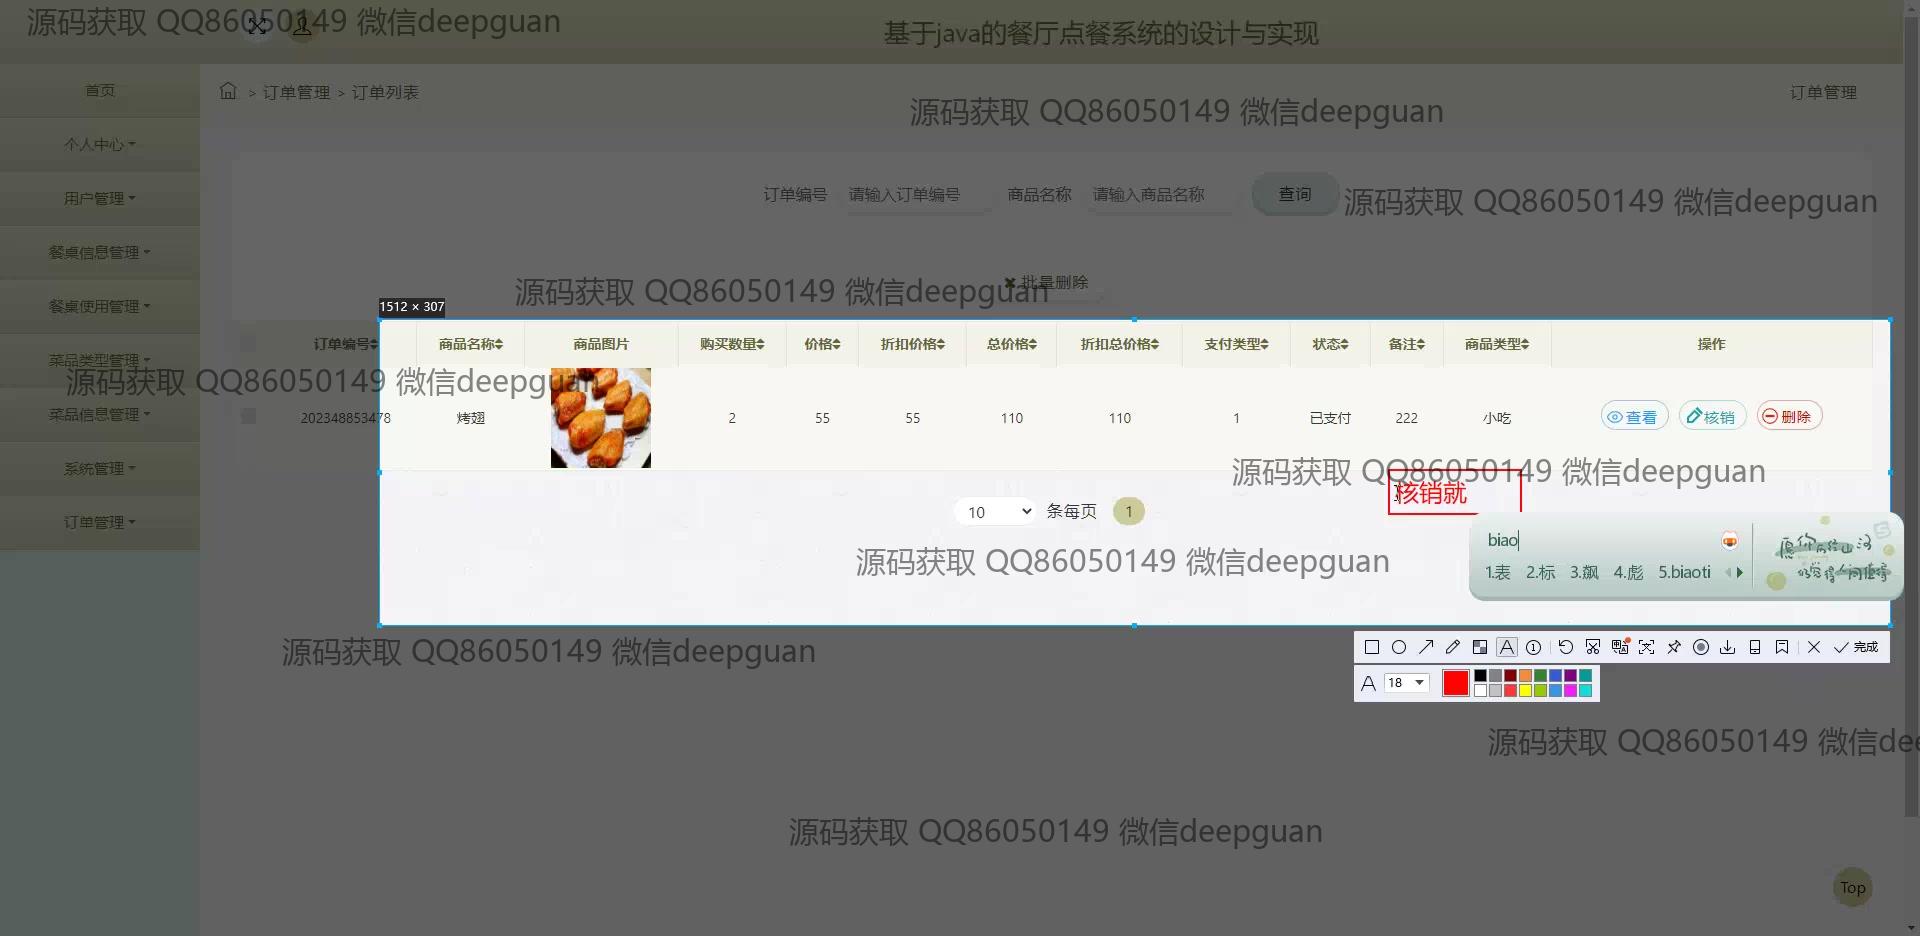 源码获取 QQ86050149 微信deepguan
基于java的餐厅点餐系统的设计与实现
首页
个人中心
用户管理
餐桌信息管理
餐桌使用管理
菜品类型管理
菜品信息管理
系统管理
订单管理
> 订单管理 > 订单列表
订单管理
源码获取 QQ86050149 微信deepguan
订单编号 请输入订单编号 商品名称 请输入商品名称 查询
源码获取 QQ86050149 微信deepguan
批量删除
源码获取 QQ86050149 微信deepguan
1512 × 307
订单编号 商品名称 商品图片 购买数量 价格 折扣价格 总价格 折扣总价格 支付类型 状态 备注 商品类型 操作
源码获取 QQ86050149 微信deepguan
202348853478 烤翅 2 55 55 110 110 1 已支付 222 小吃 查看 核销 删除
源码获取 QQ86050149 微信deepguan
核销就
10 条每页 1
biao
1.表 2.标 3.飙 4.彪 5.biaoti
源码获取 QQ86050149 微信deepguan
源码获取 QQ86050149 微信deepguan
完成
A 18
源码获取 QQ86050149 微信dee
源码获取 QQ86050149 微信deepguan
Top